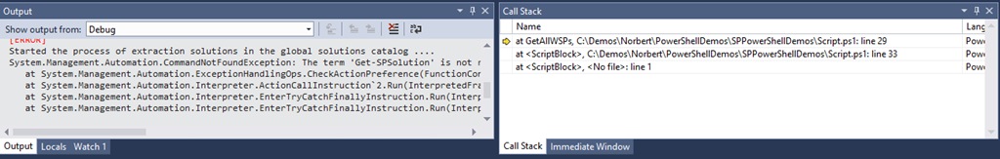 Output
Show output from: Debug
[ERROR]
Started the process of extraction solutions in the global solutions catalog ....
System.Management.Automation.CommandNotFoundException: The term 'Get-SPSolution' is not r
at System.Management.Automation.ExceptionHandlingOps.CheckActionPreference(FunctionCon
at System.Management.Automation.Interpreter.ActionCallInstruction`2.Run(InterpretedFra
at System.Management.Automation.Interpreter.EnterTryCatchFinallyInstruction.Run(Interp
at System.Management.Automation.Interpreter.EnterTryCatchFinallyInstruction.Run(Interp
Output Locals Watch 1
Call Stack
Name Lang
at GetAllWSPs, C:\Demos\Norbert\PowerShellDemos\SPPowerShellDemos\Script.ps1: line 29 Powe
at <ScriptBlock>, C:\Demos\Norbert\PowerShellDemos\SPPowerShellDemos\Script.ps1: line 33 Powe
at <ScriptBlock>, <No file>: line 1 Powe
Call Stack Immediate Window